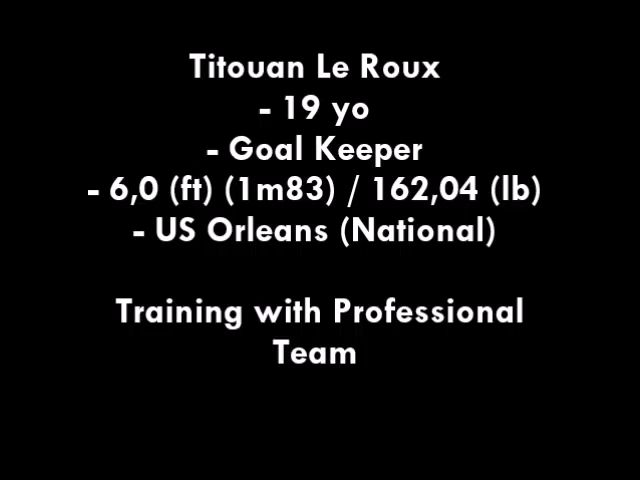 Titouan Le Roux
- 19 yo
- Goal Keeper
- 6,0 (ft) (1m83) / 162,04 (lb)
- US Orleans (National)
Training with Professional
Team